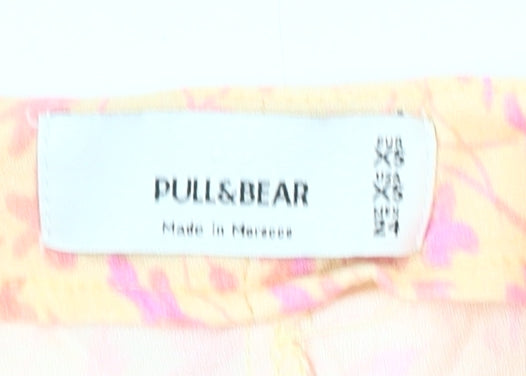 PULL&BEAR
Made in Morocco
EUR
XS
USA
XS
MEX
24